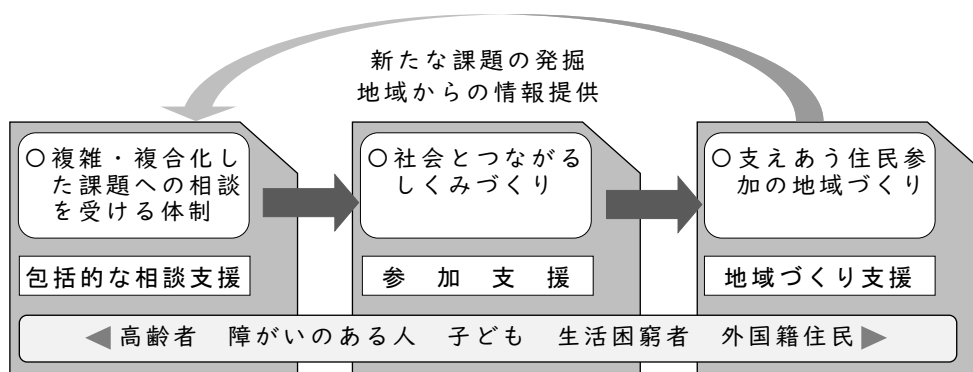 新たな課題の発掘
地域からの情報提供
〇複雑・複合化し
た課題への相談
を受ける体制
〇社会とつながる
しくみづくり
〇支えあう住民参
加の地域づくり
包括的な相談支援
参　加　支　援
地域づくり支援
◀高齢者　障がいのある人　子ども　生活困窮者　外国籍住民▶